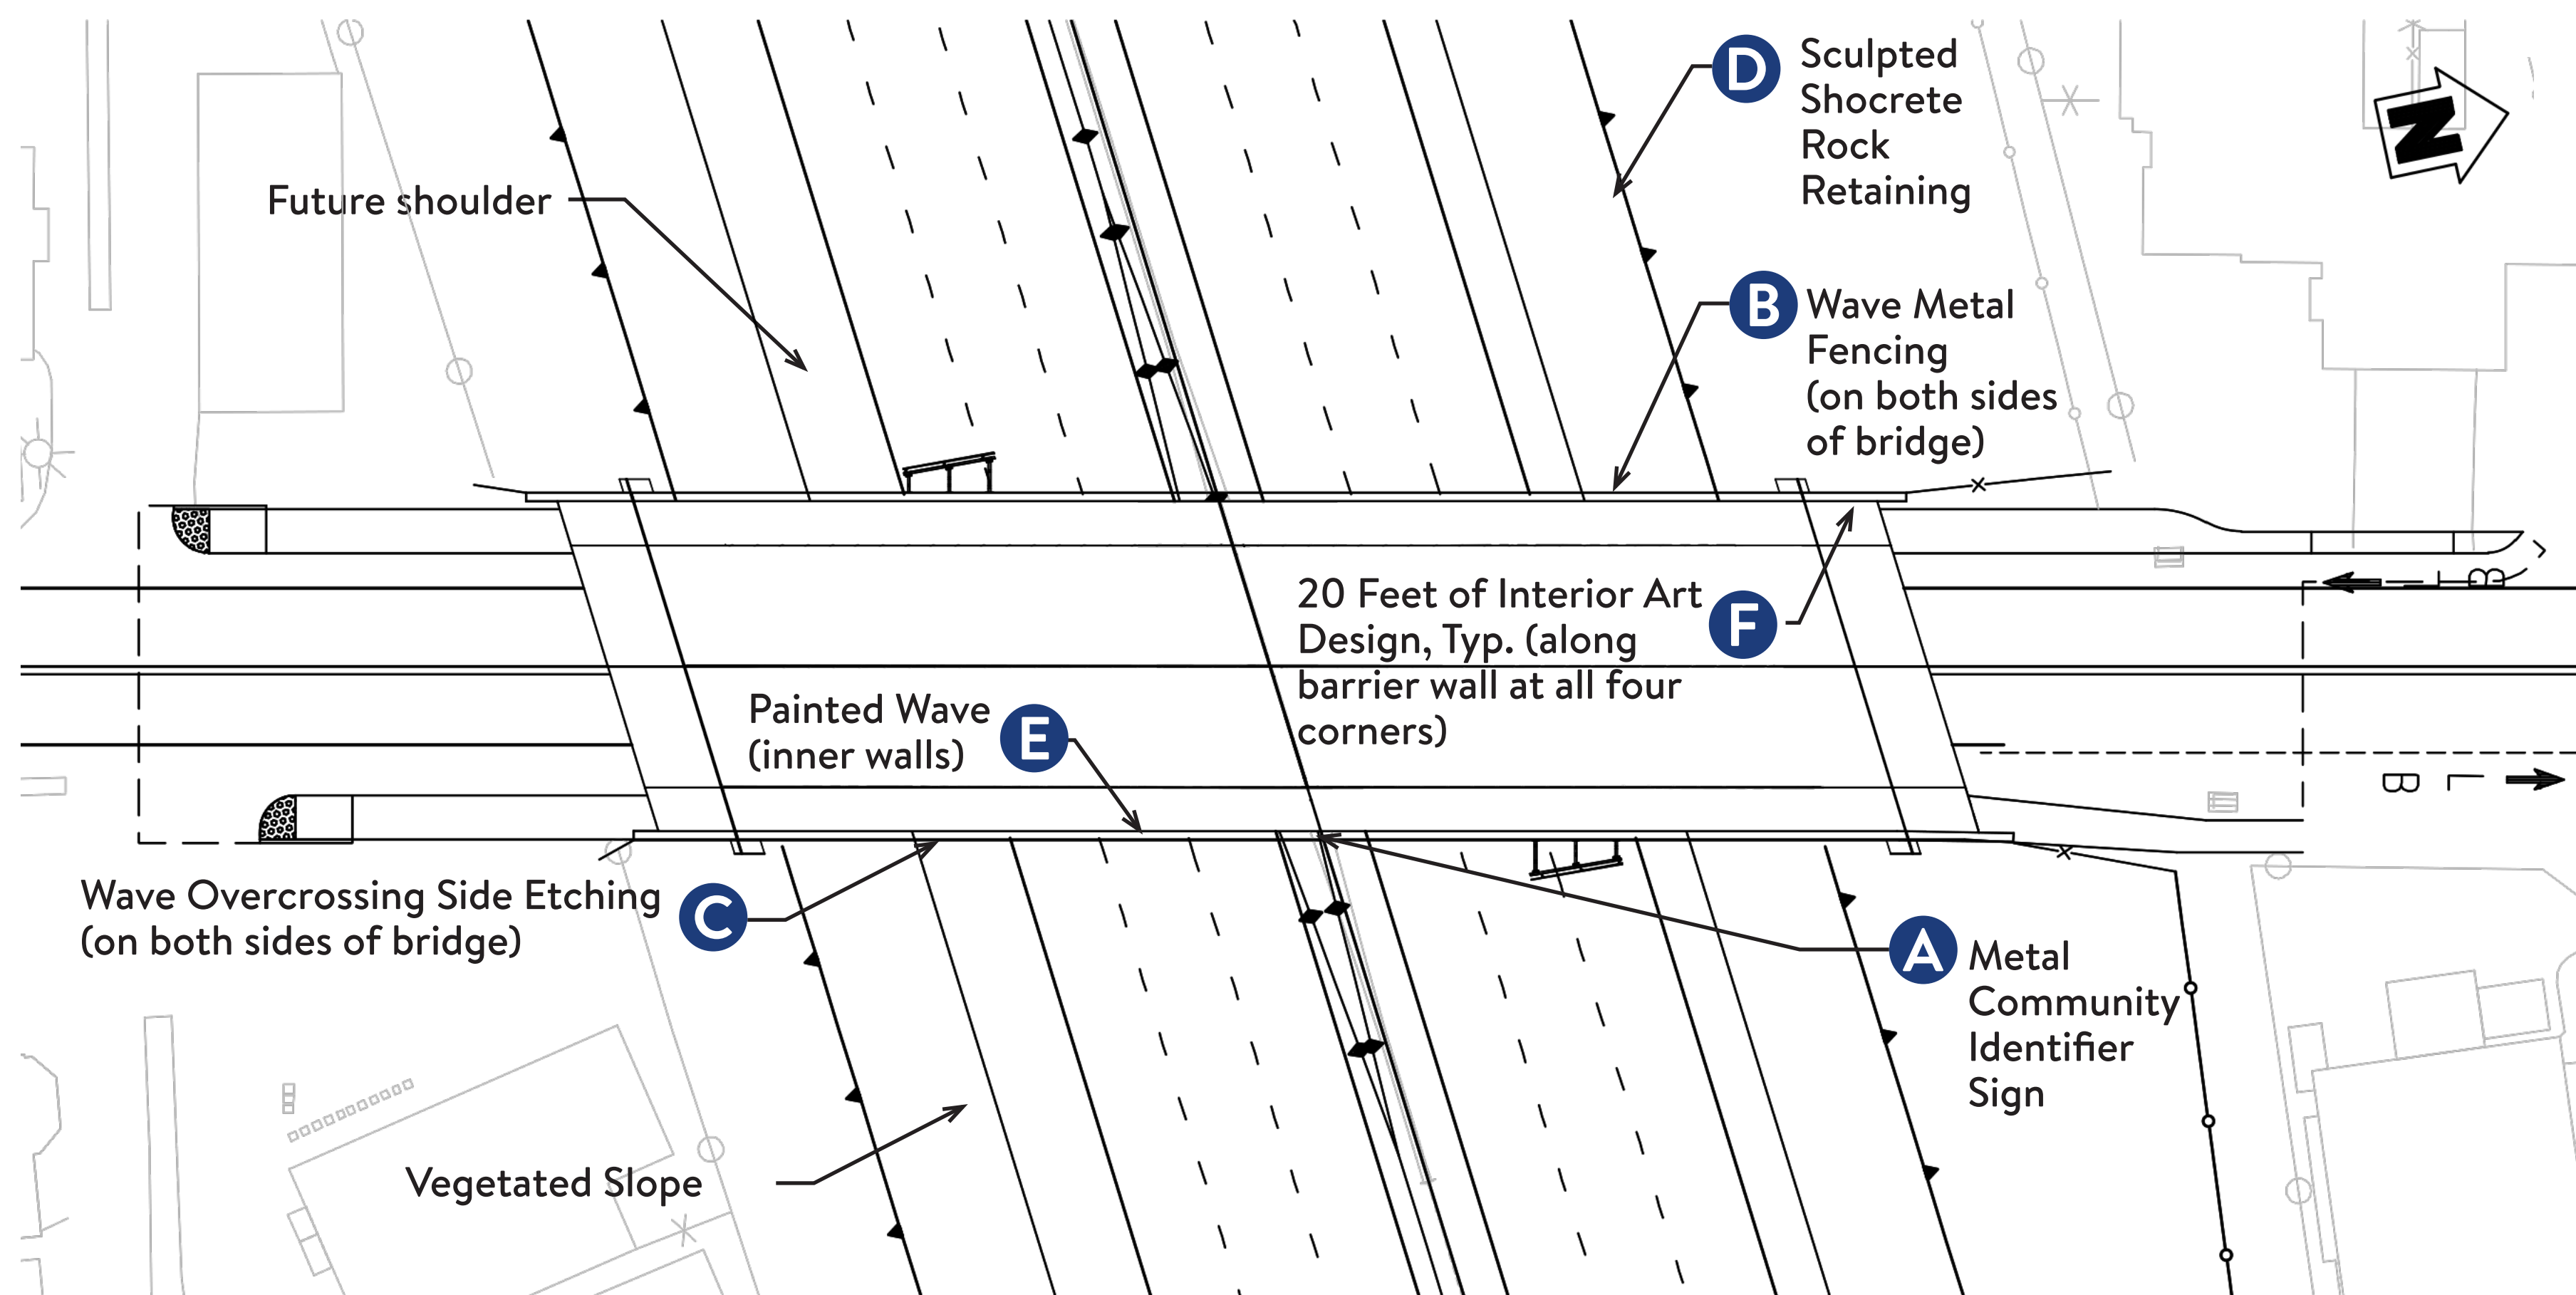 D
Sculpted
Shocrete
Rock
Retaining
N
Future shoulder
B
Wave Metal
Fencing
(on both sides
of bridge)
20 Feet of Interior Art
Design, Typ. (along
barrier wall at all four
corners)
F
Painted Wave
(inner walls)
E
B L
B L
Wave Overcrossing Side Etching
(on both sides of bridge)
C
A
Metal
Community
Identifier
Sign
Vegetated Slope